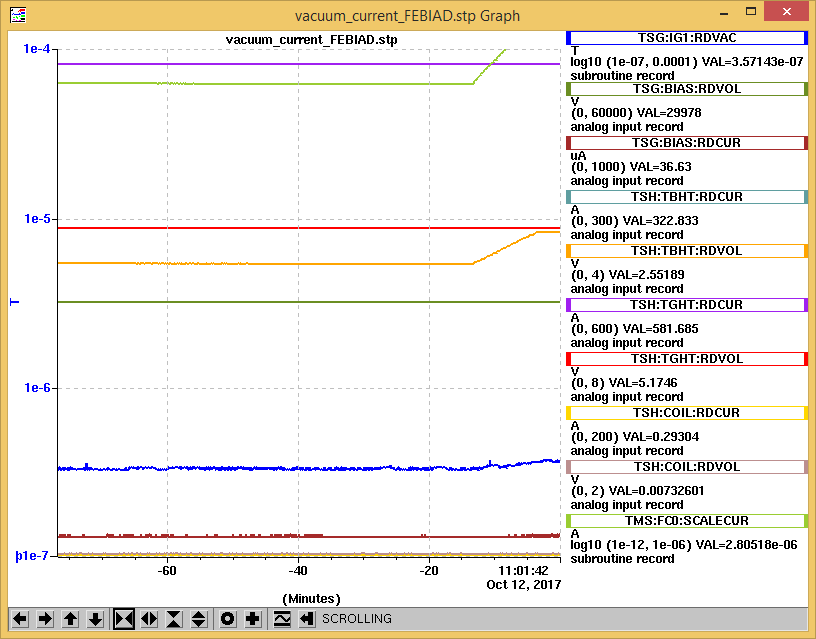 vacuum_current_FEBIAD.stp Graph
vacuum_current_FEBIAD.stp
1e-4
1e-5
T
1e-6
1e-7
-60
-40
-20
11:01:42
Oct 12, 2017
(Minutes)
TSG:IG1:RDVAC
T
log10 (1e-07, 0.0001) VAL=3.57143e-07
subroutine record
TSG:BIAS:RDVOL
V
(0, 60000) VAL=29978
analog input record
TSG:BIAS:RDCUR
uA
(0, 1000) VAL=36.63
analog input record
TSH:TBHT:RDCUR
A
(0, 300) VAL=322.833
analog input record
TSH:TBHT:RDVOL
V
(0, 4) VAL=2.55189
analog input record
TSH:TGHT:RDCUR
A
(0, 600) VAL=581.685
analog input record
TSH:TGHT:RDVOL
V
(0, 8) VAL=5.1746
analog input record
TSH:COIL:RDCUR
A
(0, 200) VAL=0.29304
analog input record
TSH:COIL:RDVOL
V
(0, 2) VAL=0.00732601
analog input record
TMS:FC0:SCALECUR
A
log10 (1e-12, 1e-06) VAL=2.80518e-06
subroutine record
SCROLLING